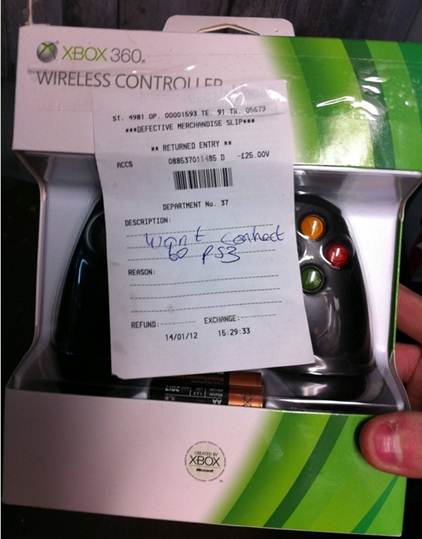 XBOX 360.
WIRELESS CONTROLLER
ST. 4981 OP. 00001593 TE. 91 TR. 05679
***DEFECTIVE MERCHANDISE SLIP***
** RETURNED ENTRY **
ACCS 088537011485 D -£25.00V
DEPARTMENT No. 37
DESCRIPTION:
Won't connect
to PS3
REASON:
REFUND: EXCHANGE:
14/01/12 15:29:33
AA
CREATED BY
XBOX
Microsoft